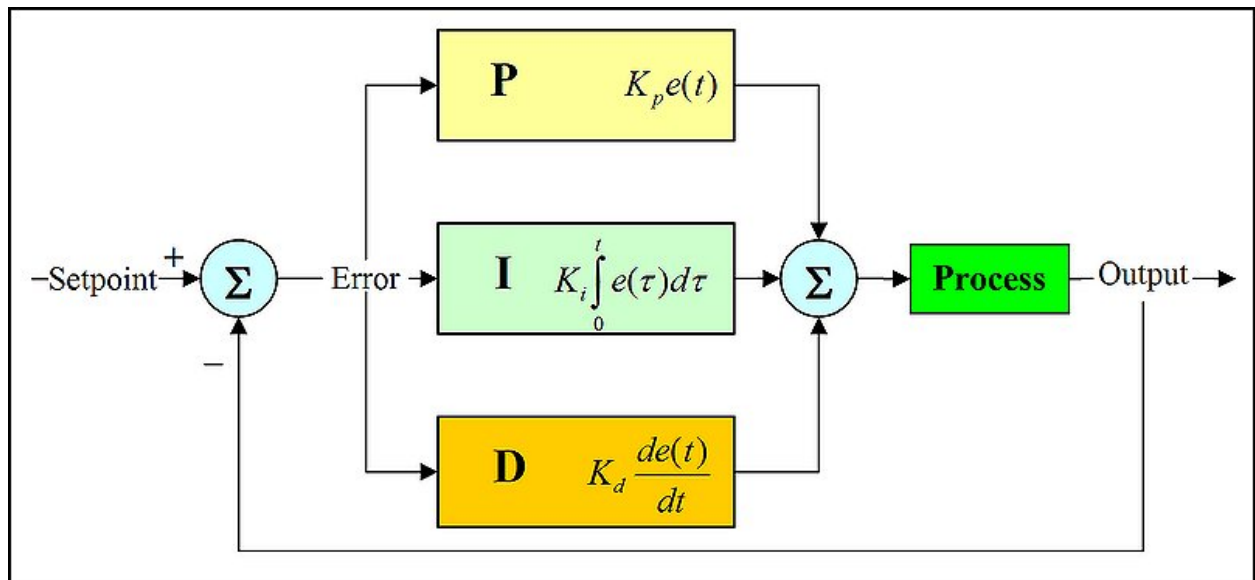 P K_p e(t)
–Setpoint
+
Σ
–
Error
I K_i ∫_0^t e(τ)dτ
Σ
Process
Output
D K_d de(t)/dt